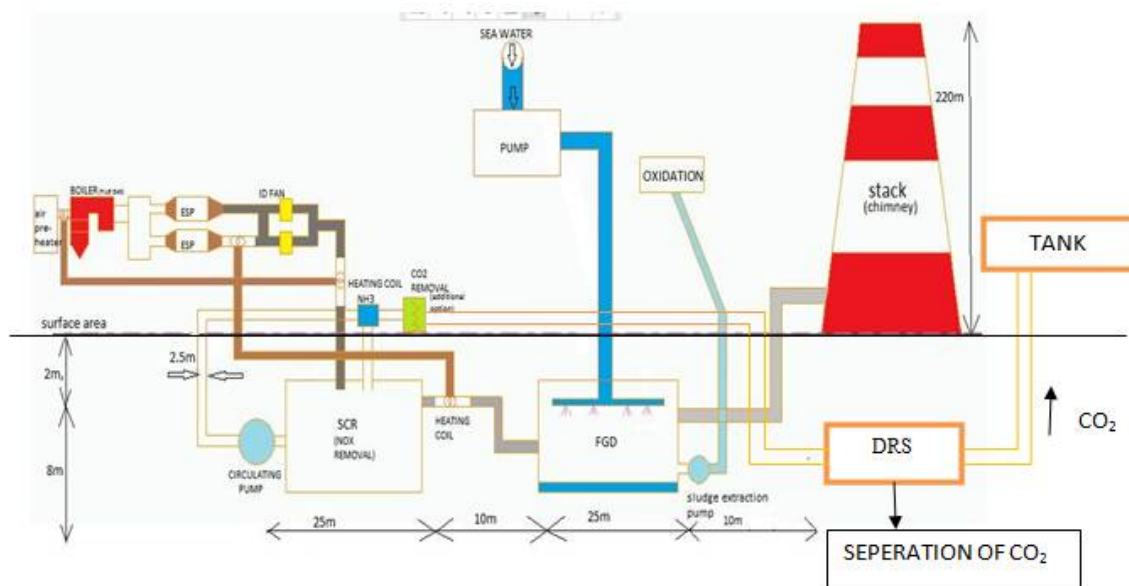 SEA WATER
PUMP
220m
OXIDATION
BOILER
ID FAN
stack
(chimney)
air
pre-
heater
ESP
ESP
TANK
HEATING COIL
CO2
REMOVAL
(additional
option)
NH3
surface area
2.5m
2m,
CO₂
SCR
(NOX
REMOVAL)
HEATING
COIL
FGD
DRS
8m
CIRCULATING
PUMP
sludge extraction
pump
25m
10m
25m
10m
SEPERATION OF CO₂